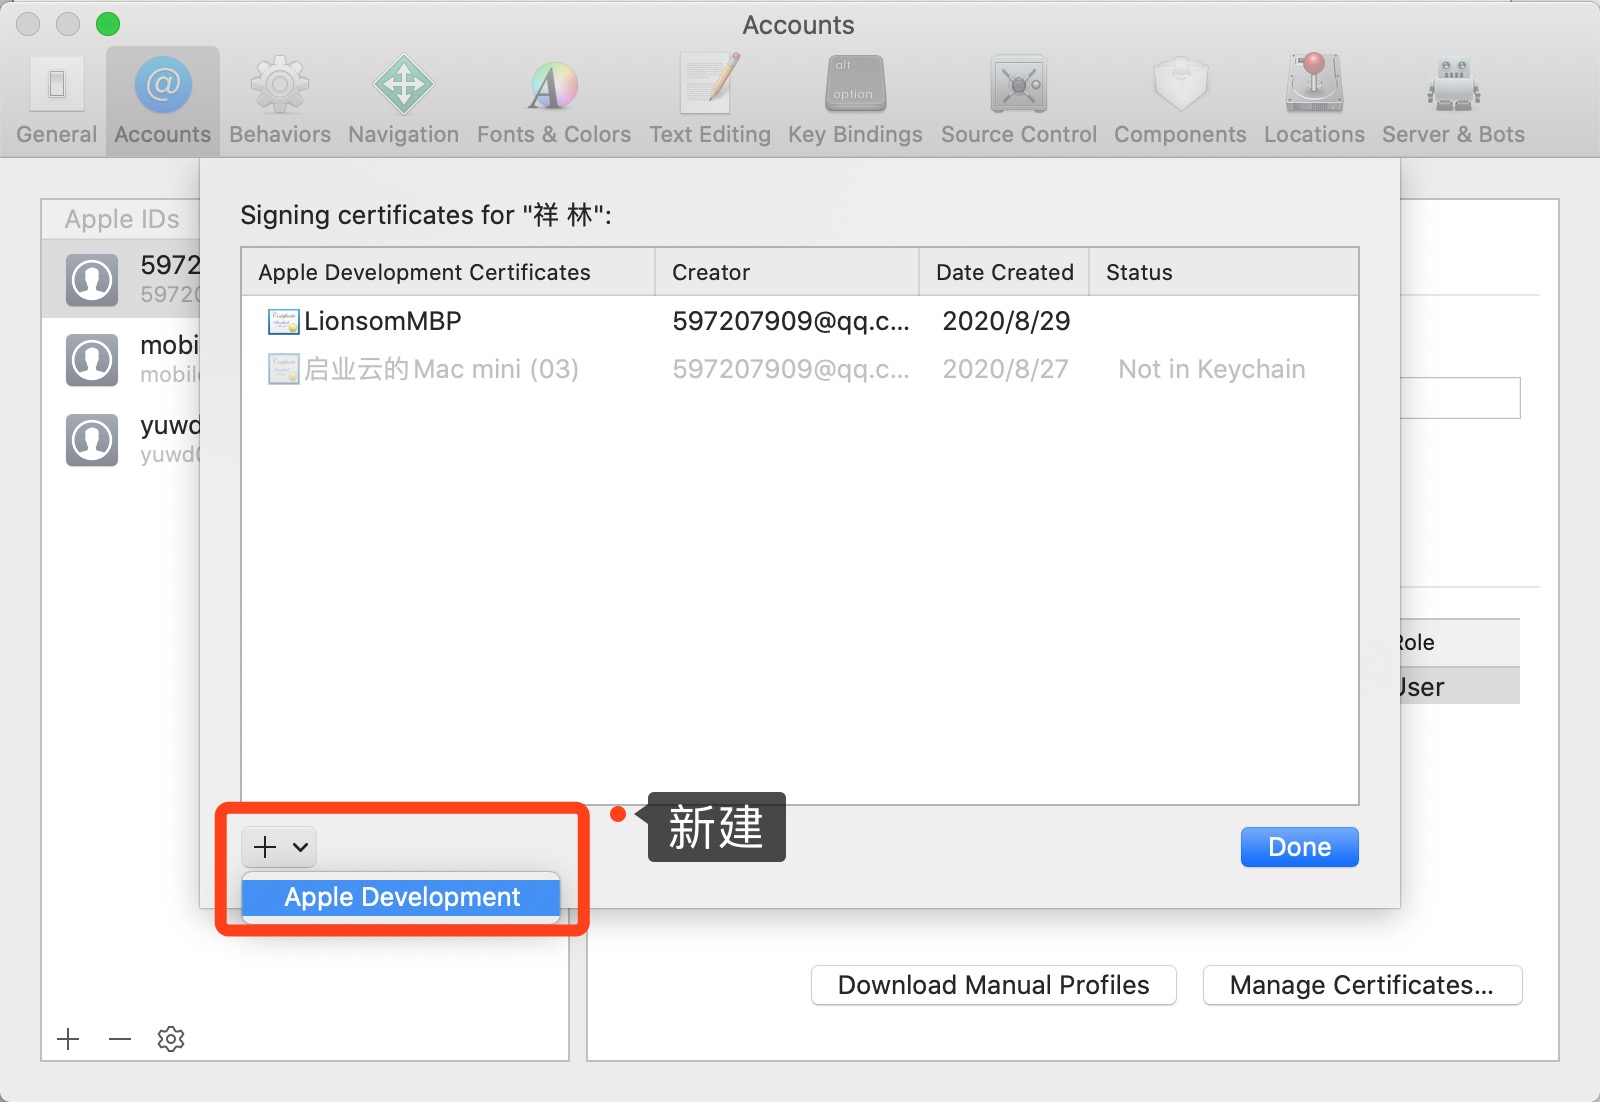 Accounts
General Accounts Behaviors Navigation Fonts & Colors Text Editing Key Bindings Source Control Components Locations Server & Bots
alt
option
Apple IDs
5972
5972
mobi
mobile
yuwd
yuwd
Signing certificates for "祥 林":
Apple Development Certificates Creator Date Created Status
LionsomMBP 597207909@qq.c... 2020/8/29
启业云的Mac mini (03) 597207909@qq.c... 2020/8/27 Not in Keychain
Role
User
新建
Done
Apple Development
Download Manual Profiles Manage Certificates...